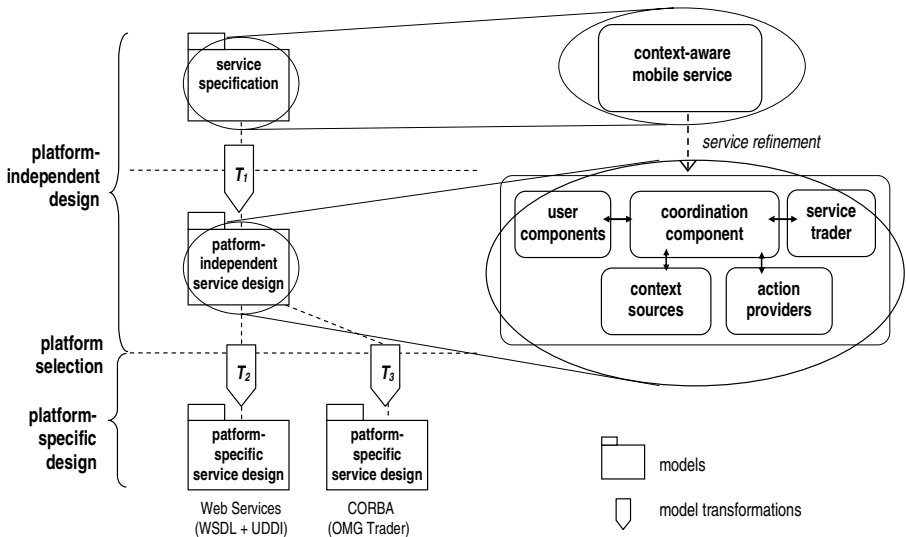 service
specification
context-aware
mobile service
service refinement
platform-
independent
design
T1
user
components
coordination
component
service
trader
patform-
independent
service design
context
sources
action
providers
platform
selection
T2
T3
platform-
specific
design
patform-
specific
service design
patform-
specific
service design
models
Web Services
(WSDL + UDDI)
CORBA
(OMG Trader)
model transformations